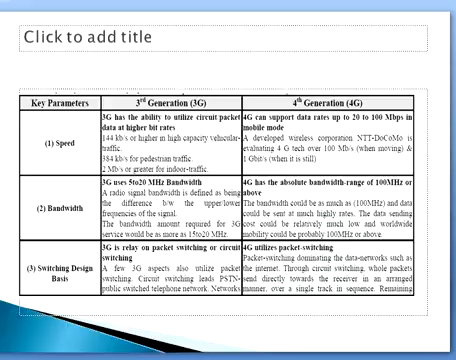 Click to add title
Key Parameters 3rd Generation (3G) 4th Generation (4G)
(1) Speed
3G has the ability to utilize circuit packet
data at higher bit rates
144 kb/s or higher in high capacity vehicular-
traffic.
384 kb/s for pedestrian traffic.
2 Mb/s or greater for indoor-traffic.
4G can support data rates up to 20 to 100 Mbps in
mobile mode
A developed wireless corporation NTT-DoCoMo is
evaluating 4 G tech over 100 Mb/s (when moving) &
1 Gbit/s (when it is still)
(2) Bandwidth
3G uses 5to20 MHz Bandwidth
A radio signal bandwidth is defined as being
the difference b/w the upper/lower
frequencies of the signal.
The bandwidth amount required for 3G
service would be as more as 15to20 MHz.
4G has the absolute bandwidth-range of 100MHz or
above
The bandwidth could be as much as (100MHz) and data
could be sent at much highly rates. The data sending
cost could be relatively much low and worldwide
mobility could be probably 100MHz or above.
(3) Switching Design
Basis
3G is relay on packet switching or circuit
switching
A few 3G aspects also utilize packet
switching. Circuit switching leads PSTN-
public switched telephone network. Networks
4G utilizes packet-switching
Packet-switching dominating the data-networks such as
the internet. Through circuit switching, whole packets
send directly towards the receiver in an arranged
manner, over a single track in sequence. Remaining